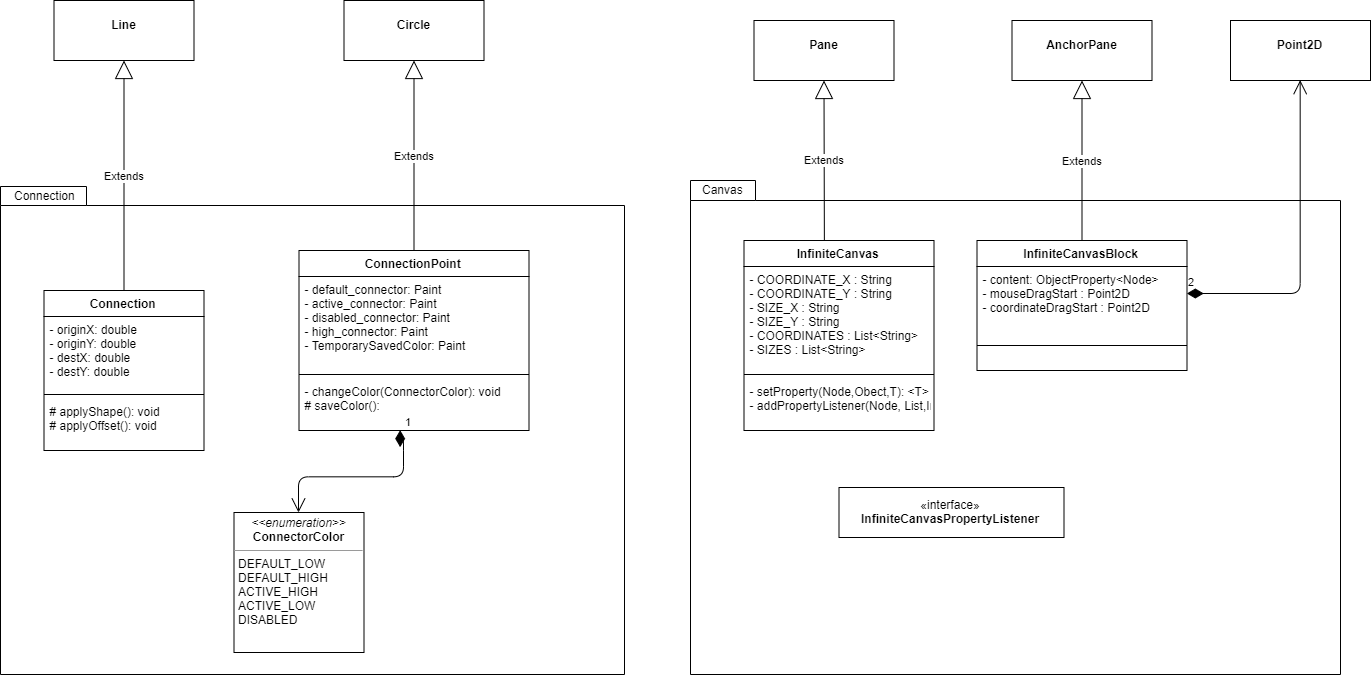 Line
Circle
Extends
Extends
Connection
Connection
- originX: double
- originY: double
- destX: double
- destY: double
# applyShape(): void
# applyOffset(): void
ConnectionPoint
- default_connector: Paint
- active_connector: Paint
- disabled_connector: Paint
- high_connector: Paint
- TemporarySavedColor: Paint
- changeColor(ConnectorColor): void
# saveColor():
1
<<enumeration>>
ConnectorColor
DEFAULT_LOW
DEFAULT_HIGH
ACTIVE_HIGH
ACTIVE_LOW
DISABLED
Pane
AnchorPane
Point2D
Extends
Extends
Canvas
InfiniteCanvas
- COORDINATE_X : String
- COORDINATE_Y : String
- SIZE_X : String
- SIZE_Y : String
- COORDINATES : List<String>
- SIZES : List<String>
- setProperty(Node,Obect,T): <T>
- addPropertyListener(Node, List,I
InfiniteCanvasBlock
- content: ObjectProperty<Node>
- mouseDragStart : Point2D
- coordinateDragStart : Point2D
2
«interface»
InfiniteCanvasPropertyListener